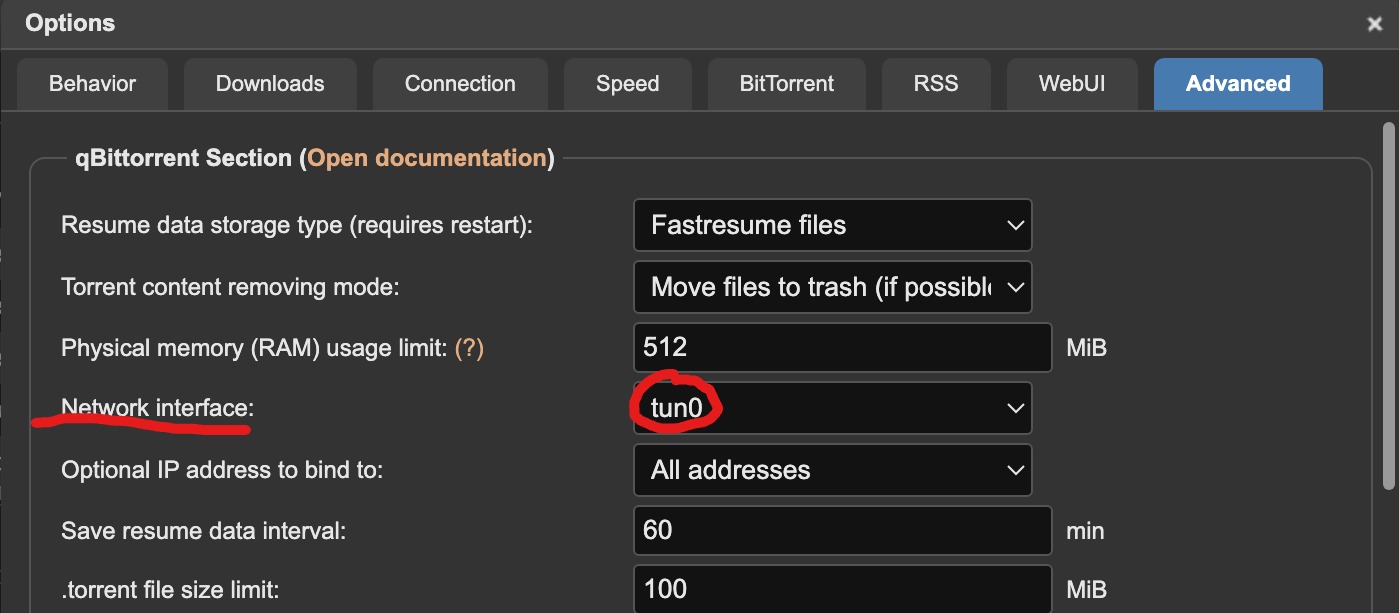 Options ×
Behavior Downloads Connection Speed BitTorrent RSS WebUI Advanced
qBittorrent Section (Open documentation)
Resume data storage type (requires restart): Fastresume files
Torrent content removing mode: Move files to trash (if possible
Physical memory (RAM) usage limit: (?) 512 MiB
Network interface: tun0
Optional IP address to bind to: All addresses
Save resume data interval: 60 min
.torrent file size limit: 100 MiB